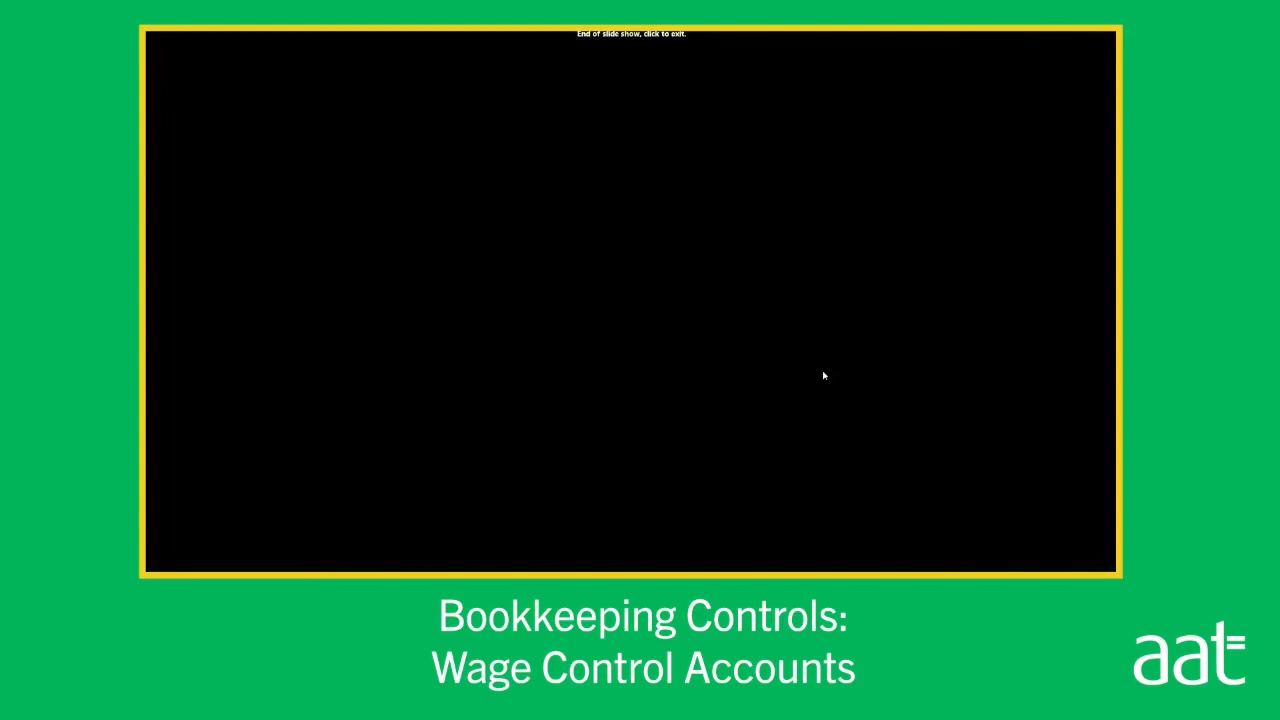 End of slide show, click to exit.
Bookkeeping Controls:
Wage Control Accounts
aat